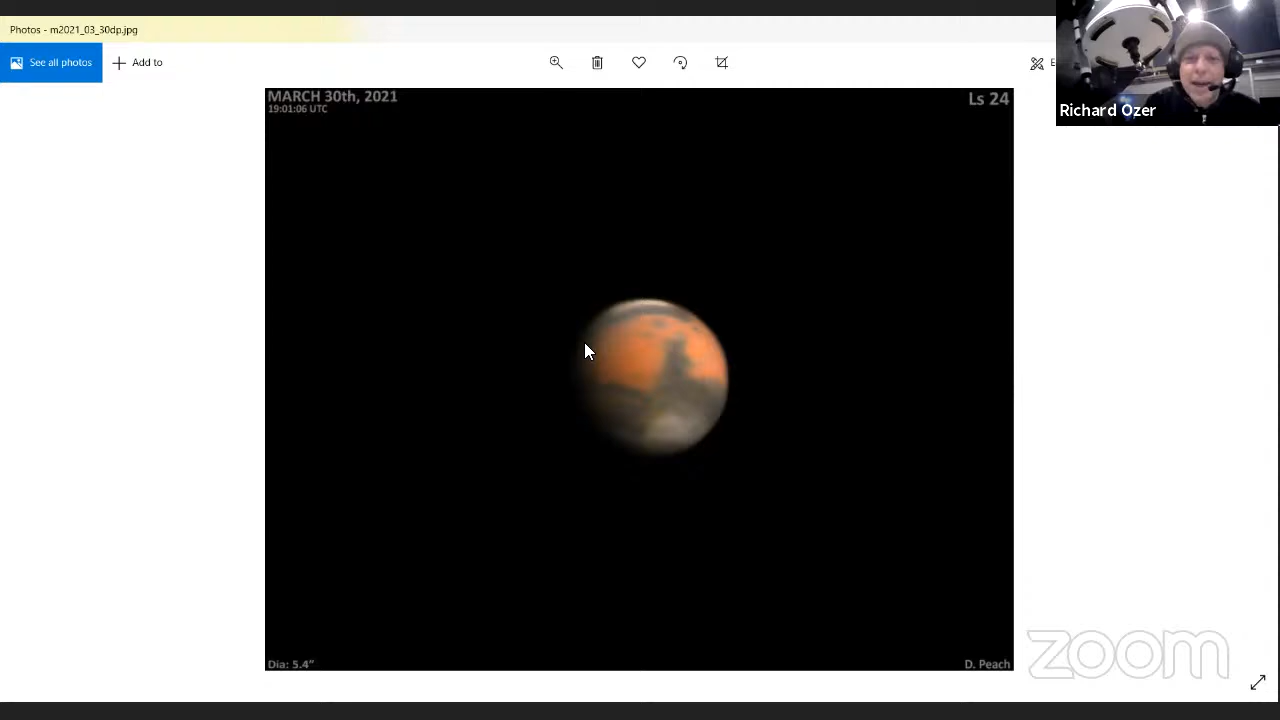 Photos - m2021_03_30dp.jpg
See all photos
Add to
E
Richard Ozer
MARCH 30th, 2021
19:01:06 UTC
Ls 24
Dia: 5.4”
D. Peach
zoom